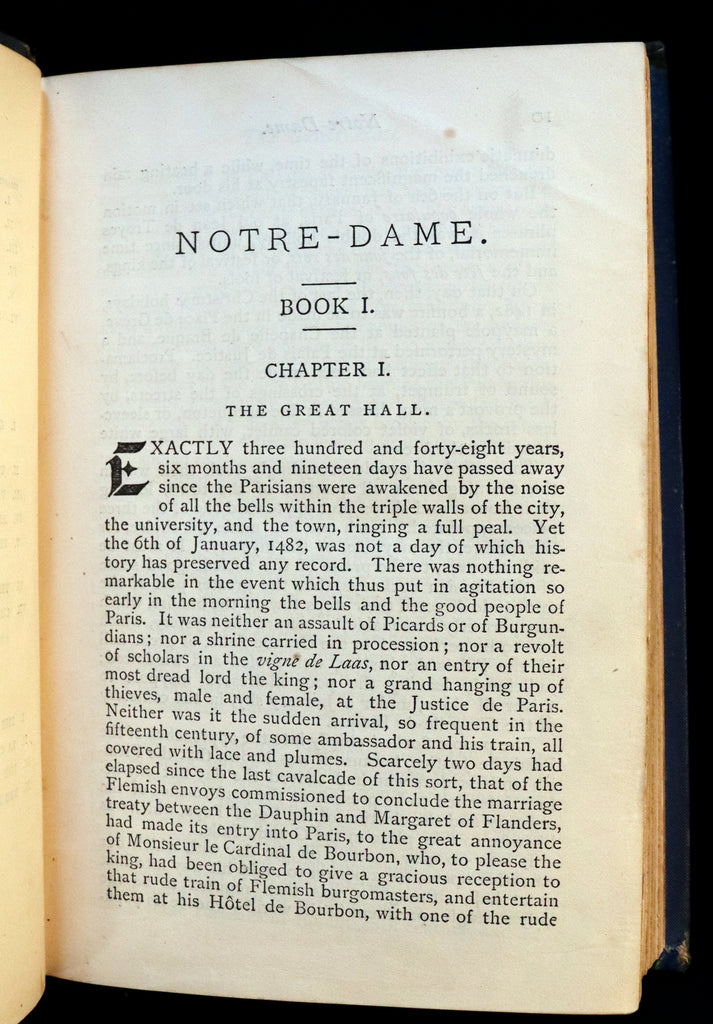 NOTRE-DAME.
BOOK I.
CHAPTER I.
THE GREAT HALL.
EXACTLY three hundred and forty-eight years,
six months and nineteen days have passed away
since the Parisians were awakened by the noise
of all the bells within the triple walls of the city,
the university, and the town, ringing a full peal. Yet
the 6th of January, 1482, was not a day of which his-
tory has preserved any record. There was nothing re-
markable in the event which thus put in agitation so
early in the morning the bells and the good people of
Paris. It was neither an assault of Picards or of Burgun-
dians; nor a shrine carried in procession; nor a revolt
of scholars in the vigne de Laas, nor an entry of their
most dread lord the king; nor a grand hanging up of
thieves, male and female, at the Justice de Paris.
Neither was it the sudden arrival, so frequent in the
fifteenth century, of some ambassador and his train, all
covered with lace and plumes. Scarcely two days had
elapsed since the last cavalcade of this sort, that of the
Flemish envoys commissioned to conclude the marriage
treaty between the Dauphin and Margaret of Flanders,
had made its entry into Paris, to the great annoyance
of Monsieur le Cardinal de Bourbon, who, to please the
king, had been obliged to give a gracious reception to
that rude train of Flemish burgomasters, and entertain
them at his Hôtel de Bourbon, with one of the rude